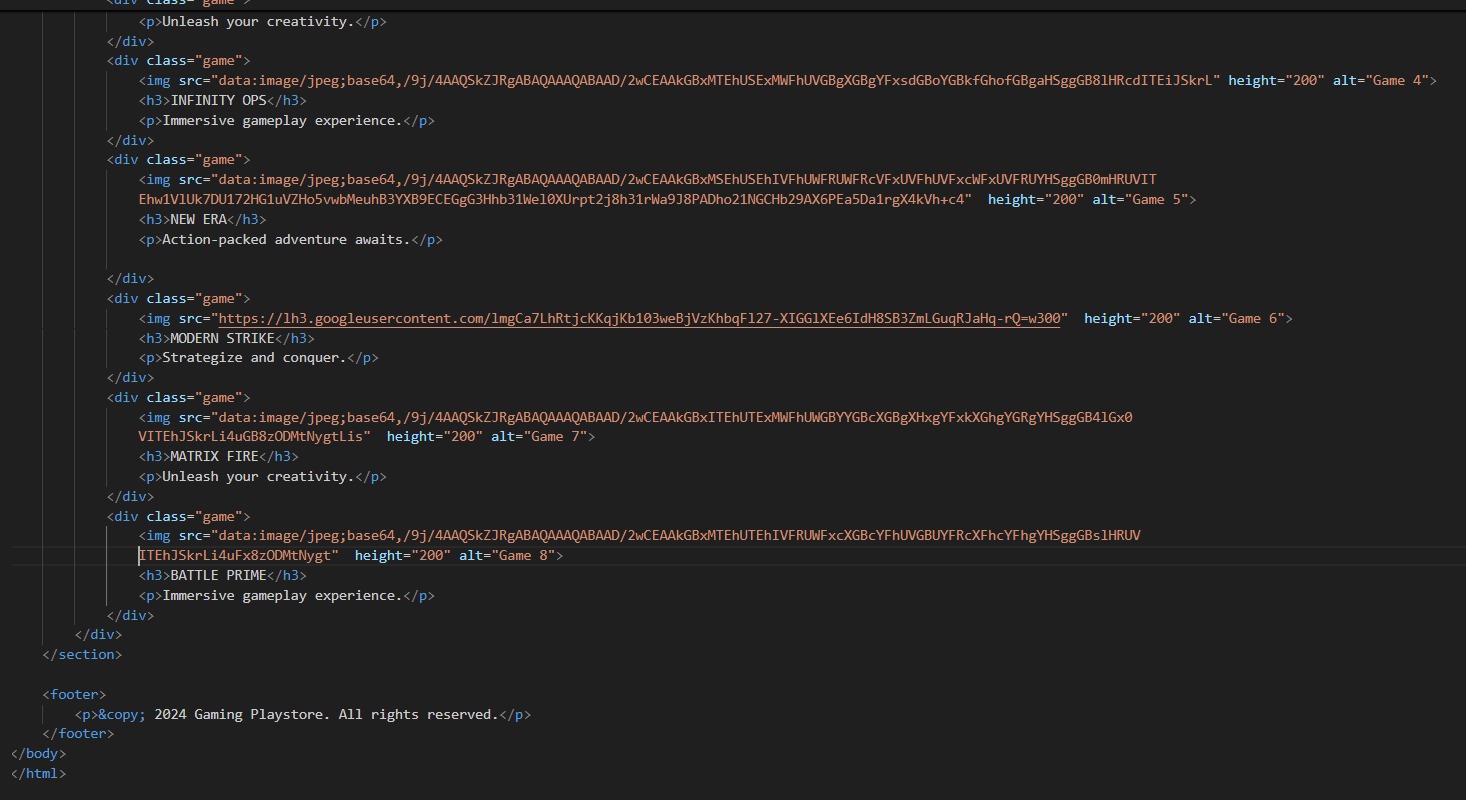 <div class="game">
<p>Unleash your creativity.</p>
</div>
<div class="game">
<img src="data:image/jpeg;base64,/9j/4AAQSkZJRgABAQAAAQABAAD/2wCEAAkGBxMTEhUSExMWFhUVGBgXGBgYFxsdGBoYGBkfGhofGBgaHSggGB8lHRcdITEiJSkrL" height="200" alt="Game 4">
<h3>INFINITY OPS</h3>
<p>Immersive gameplay experience.</p>
</div>
<div class="game">
<img src="data:image/jpeg;base64,/9j/4AAQSkZJRgABAQAAAQABAAD/2wCEAAkGBxMSEhUSEhIVFhUWFRUWFRcVFxUVFhUVFxcWFxUVFRUYHSggGB0mHRUVIT
Ehw1VlUk7DU172HG1uVZHo5vwbMeuhB3YXB9ECEGgG3Hhb31Wel0XUrpt2j8h31rWa9J8PADho21NGCHb29AX6PEa5Da1rgX4kVh+c4"  height="200" alt="Game 5">
<h3>NEW ERA</h3>
<p>Action-packed adventure awaits.</p>
</div>
<div class="game">
<img src="https://lh3.googleusercontent.com/lmgCa7LhRtjcKKqjKb103weBjVzKhbqFl27-XIGGlXEe6IdH8SB3ZmLGuqRJaHq-rQ=w300"  height="200" alt="Game 6">
<h3>MODERN STRIKE</h3>
<p>Strategize and conquer.</p>
</div>
<div class="game">
<img src="data:image/jpeg;base64,/9j/4AAQSkZJRgABAQAAAQABAAD/2wCEAAkGBxITEhUTExMWFhUWGBYYGBcXGBgXHxgYFxkXGhgYGRgYHSggGB4lGx0
VITEhJSkrLi4uGB8zODMtNygtLis"  height="200" alt="Game 7">
<h3>MATRIX FIRE</h3>
<p>Unleash your creativity.</p>
</div>
<div class="game">
<img src="data:image/jpeg;base64,/9j/4AAQSkZJRgABAQAAAQABAAD/2wCEAAkGBxMTEhUTEhIVFRUWFxcXGBcYFhUVGBUYFRcXFhcYFhgYHSggGBslHRUV
ITEhJSkrLi4uFx8zODMtNygt"  height="200" alt="Game 8">
<h3>BATTLE PRIME</h3>
<p>Immersive gameplay experience.</p>
</div>
</div>
</section>
<footer>
<p>&copy; 2024 Gaming Playstore. All rights reserved.</p>
</footer>
</body>
</html>